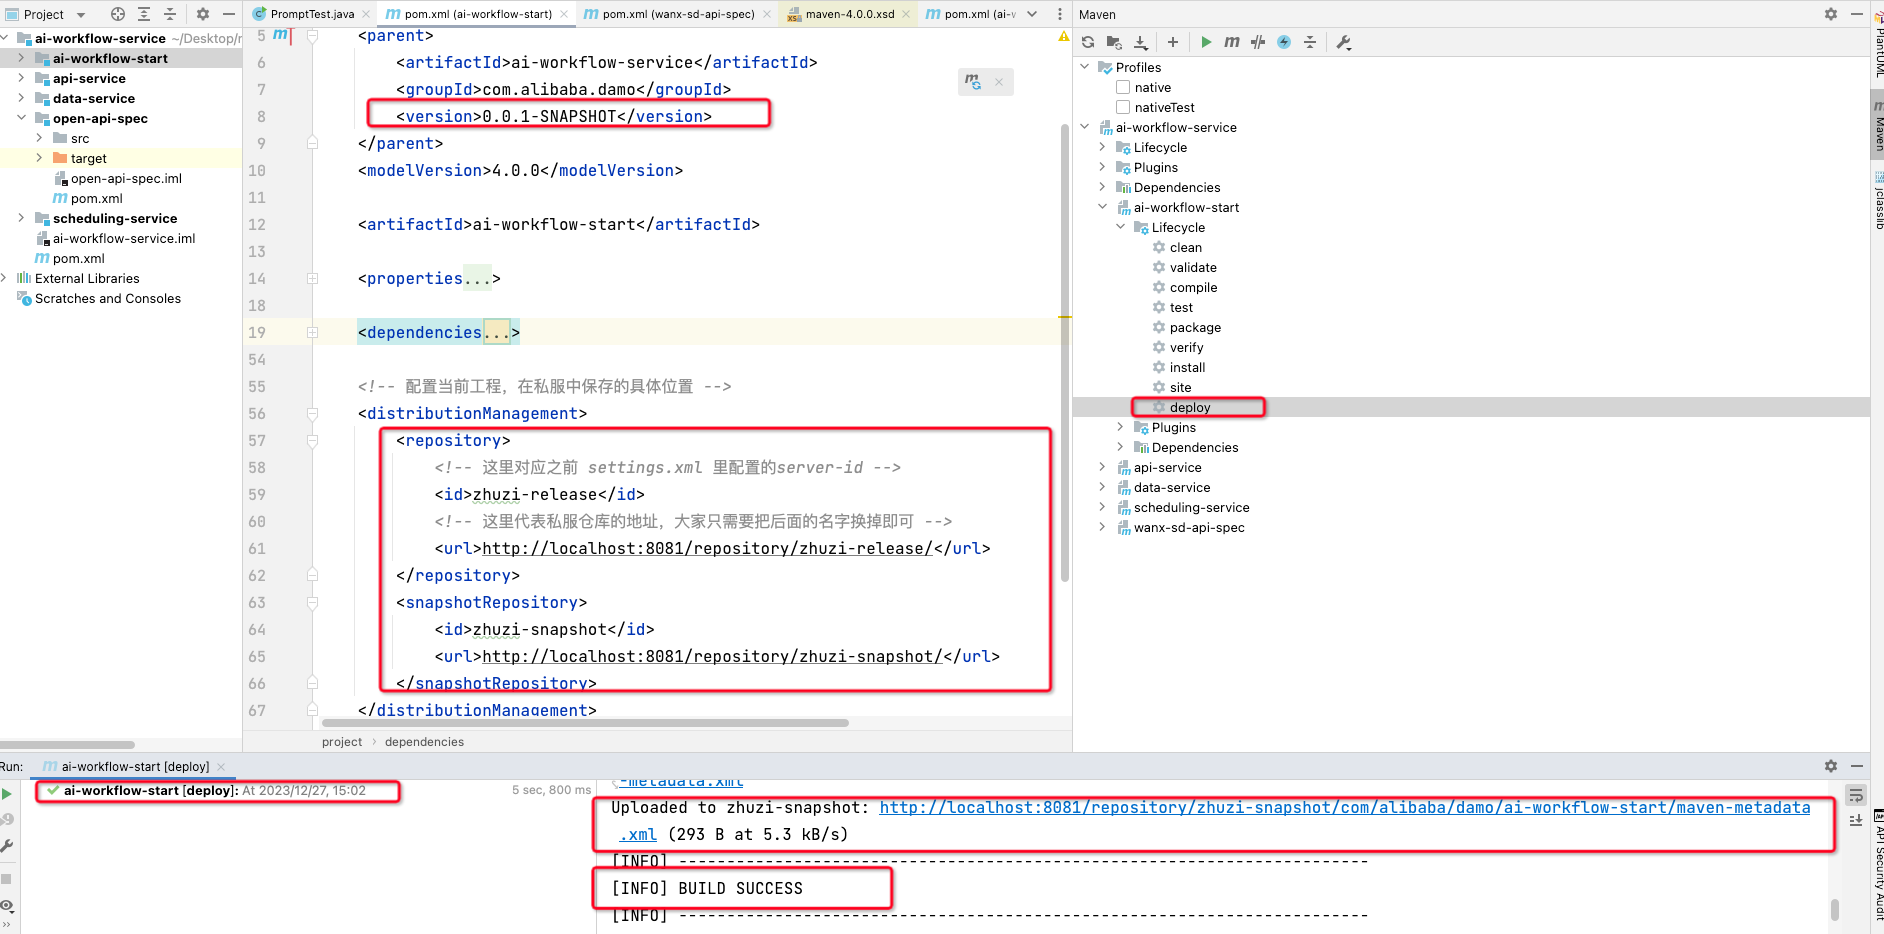 Project
PromptTest.java
pom.xml (ai-workflow-start)
pom.xml (wanx-sd-api-spec)
maven-4.0.0.xsd
pom.xml (ai-v
Maven
ai-workflow-service ~/Desktop/r
ai-workflow-start
api-service
data-service
open-api-spec
src
target
open-api-spec.iml
pom.xml
scheduling-service
ai-workflow-service.iml
pom.xml
External Libraries
Scratches and Consoles
5 <parent>
6 <artifactId>ai-workflow-service</artifactId>
7 <groupId>com.alibaba.damo</groupId>
8 <version>0.0.1-SNAPSHOT</version>
9 </parent>
10 <modelVersion>4.0.0</modelVersion>
11
12 <artifactId>ai-workflow-start</artifactId>
13
14 <properties...>
18
19 <dependencies...>
54
55 <!-- 配置当前工程，在私服中保存的具体位置 -->
56 <distributionManagement>
57 <repository>
58 <!-- 这里对应之前 settings.xml 里配置的server-id -->
59 <id>zhuzi-release</id>
60 <!-- 这里代表私服仓库的地址，大家只需要把后面的名字换掉即可 -->
61 <url>http://localhost:8081/repository/zhuzi-release/</url>
62 </repository>
63 <snapshotRepository>
64 <id>zhuzi-snapshot</id>
65 <url>http://localhost:8081/repository/zhuzi-snapshot/</url>
66 </snapshotRepository>
67 </distributionManagement>
project › dependencies
Profiles
native
nativeTest
ai-workflow-service
Lifecycle
Plugins
Dependencies
ai-workflow-start
Lifecycle
clean
validate
compile
test
package
verify
install
site
deploy
Plugins
Dependencies
api-service
data-service
scheduling-service
wanx-sd-api-spec
PlantUML
Maven
jclasslib
API Security Audit
Run:
ai-workflow-start [deploy]
ai-workflow-start [deploy]: At 2023/12/27, 15:02
5 sec, 800 ms
-metadata.xml
Uploaded to zhuzi-snapshot: http://localhost:8081/repository/zhuzi-snapshot/com/alibaba/damo/ai-workflow-start/maven-metadata
.xml (293 B at 5.3 kB/s)
[INFO] ------------------------------------------------------------------------
[INFO] BUILD SUCCESS
[INFO] ------------------------------------------------------------------------